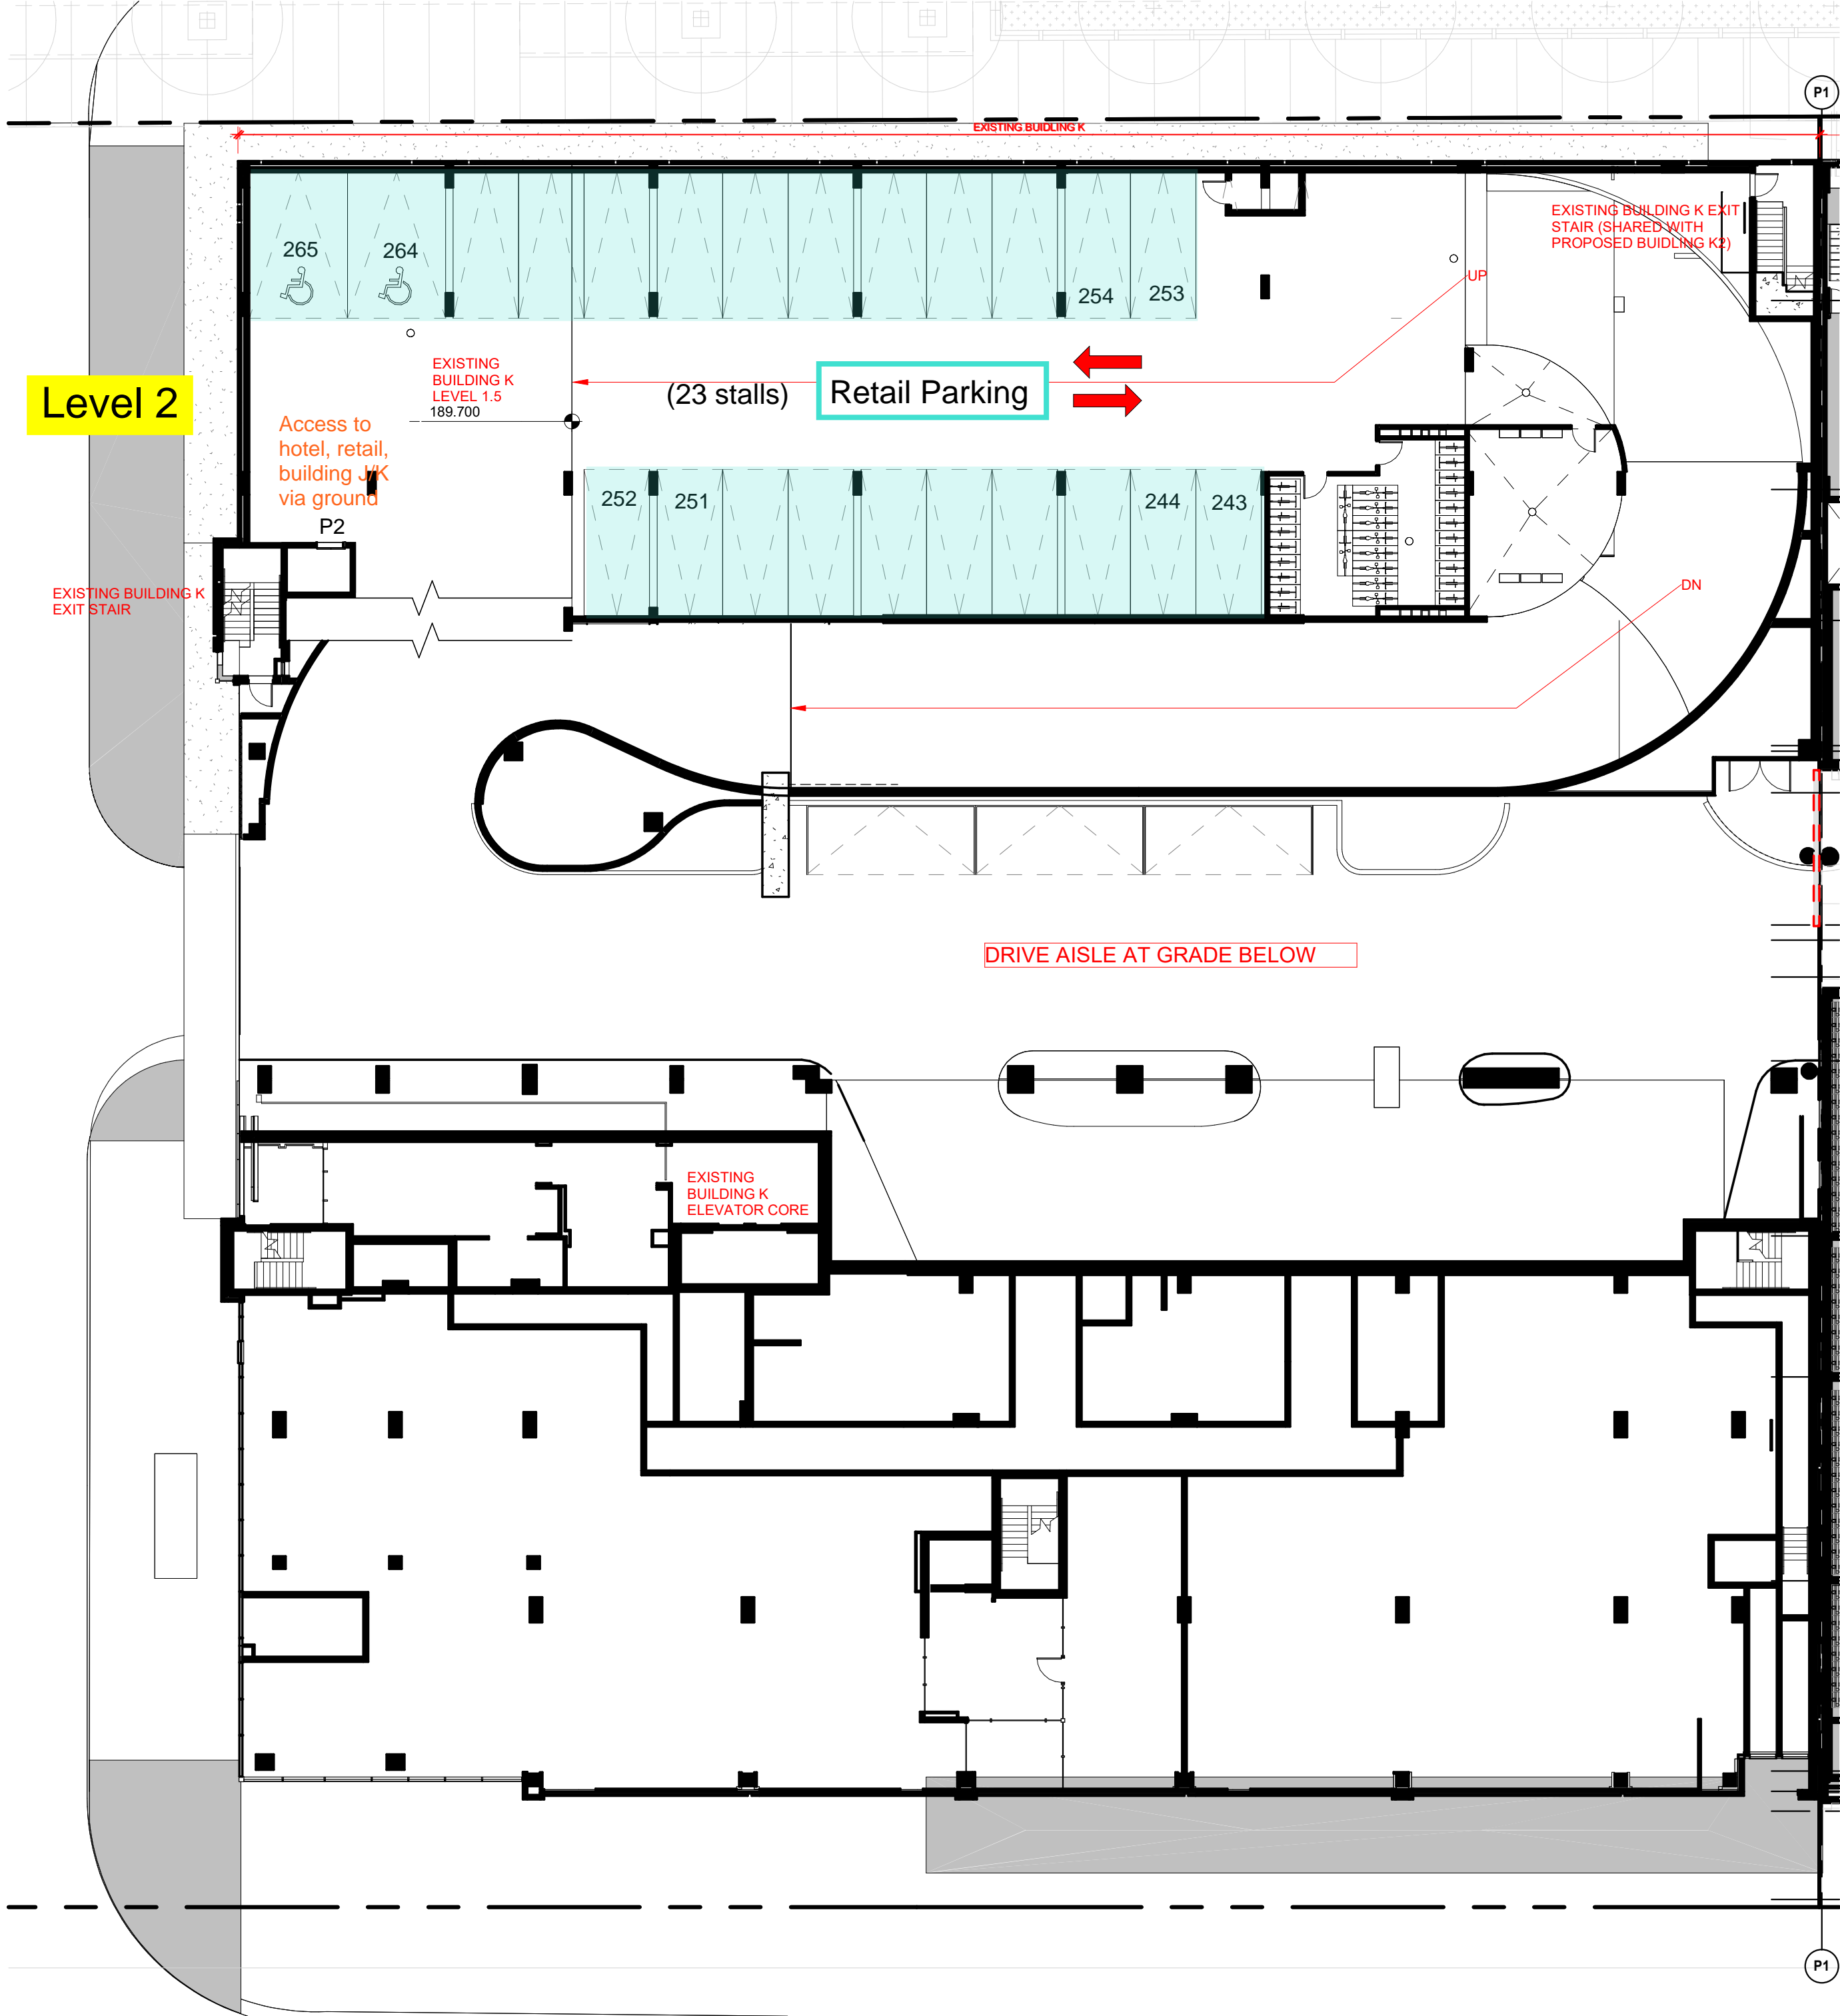 P1
EXISTING BUIDLING K
EXISTING BUILDING K EXIT
STAIR (SHARED WITH
PROPOSED BUIDLING K2)
265
264
254
253
UP
EXISTING
BUILDING K
LEVEL 1.5
189.700
(23 stalls)
Retail Parking
Level 2
Access to
hotel, retail,
building J/K
via ground
P2
252
251
244
243
EXISTING BUILDING K
EXIT STAIR
DN
DRIVE AISLE AT GRADE BELOW
EXISTING
BUILDING K
ELEVATOR CORE
P1